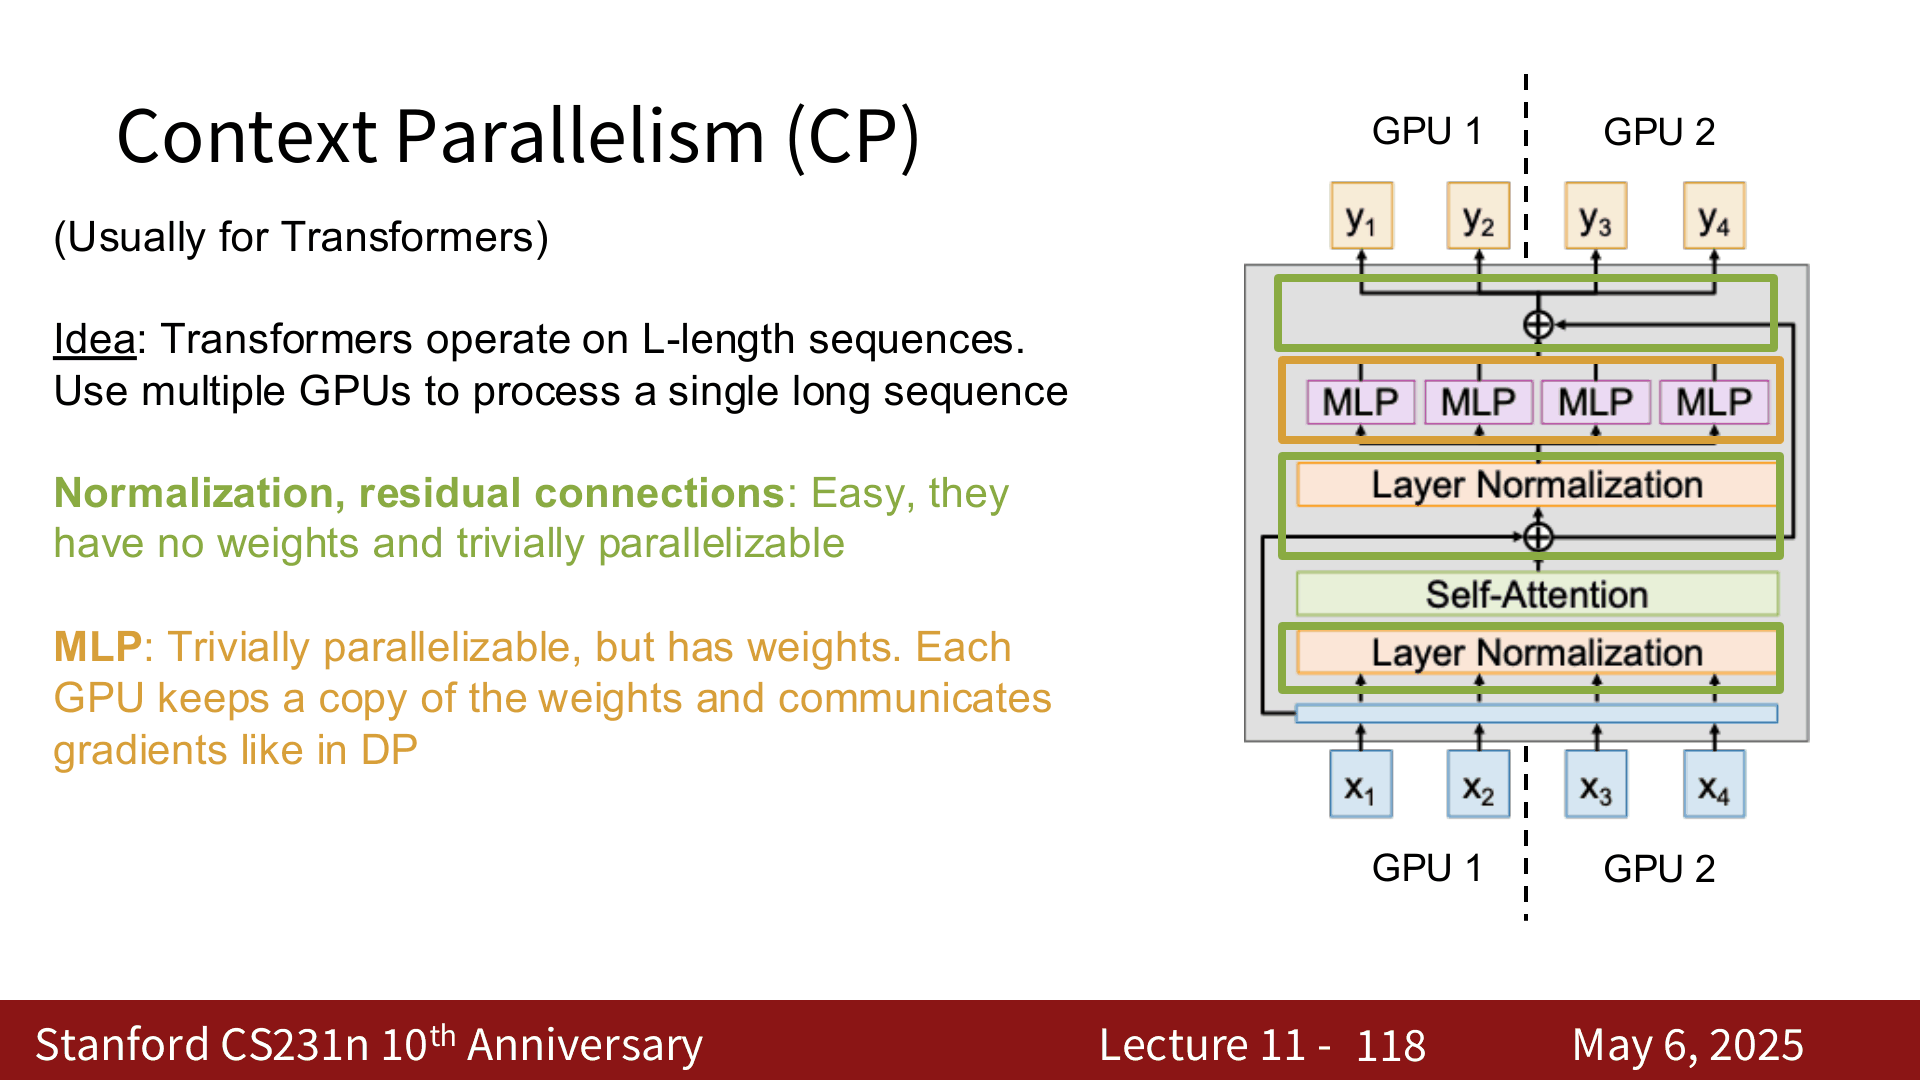 Context Parallelism (CP)
(Usually for Transformers)
Idea: Transformers operate on L-length sequences.
Use multiple GPUs to process a single long sequence
Normalization, residual connections: Easy, they
have no weights and trivially parallelizable
MLP: Trivially parallelizable, but has weights. Each
GPU keeps a copy of the weights and communicates
gradients like in DP
GPU 1 GPU 2
y₁ y₂ y₃ y₄
MLP MLP MLP MLP
Layer Normalization
Self-Attention
Layer Normalization
x₁ x₂ x₃ x₄
GPU 1 GPU 2
Stanford CS231n 10th Anniversary Lecture 11 - 118 May 6, 2025